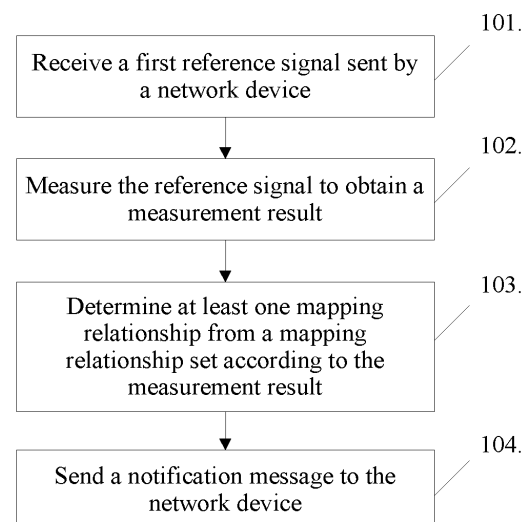 101.
Receive a first reference signal sent by
a network device
102.
Measure the reference signal to obtain a
measurement result
103.
Determine at least one mapping
relationship from a mapping
relationship set according to the
measurement result
104.
Send a notification message to the
network device